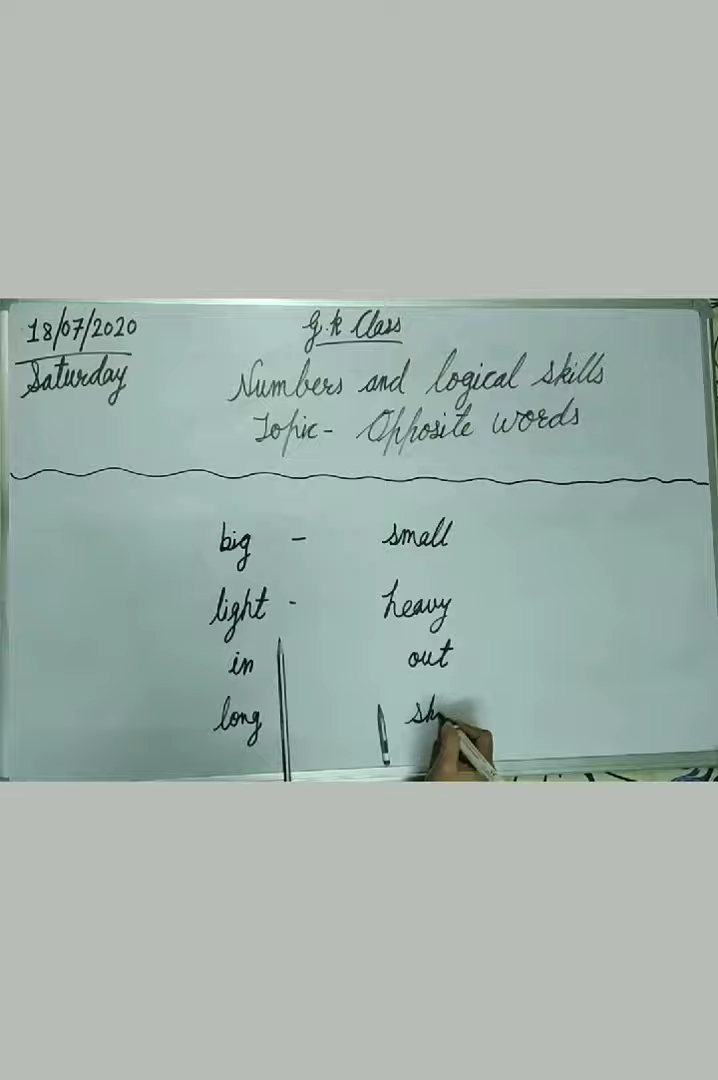 18/07/2020
Saturday
G.K Class
Numbers and logical skills
Topic- Opposite words
big - small
light - heavy
in out
long sh